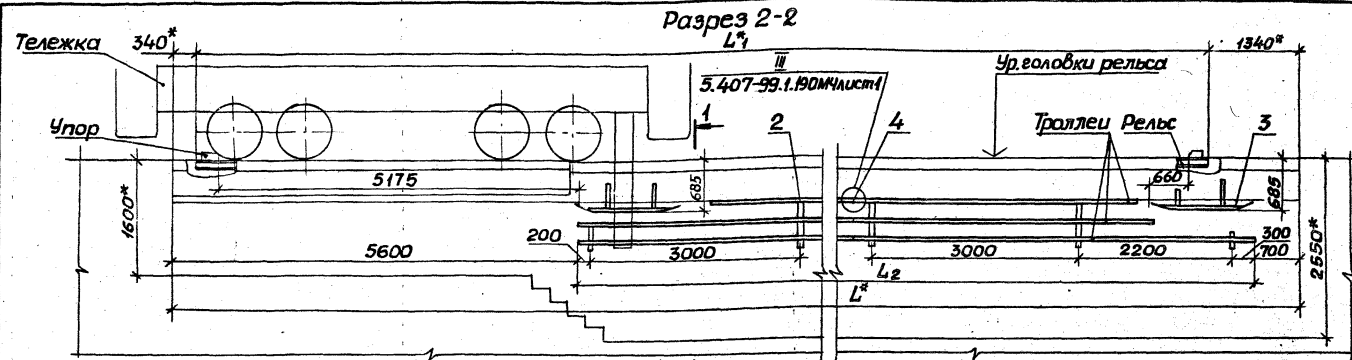 Разрез 2-2
Тележка
340*
L*1
1340*
III
5.407-99.1.190МЧлист1
Ур.головки рельса
Упор
1
2
4
Троллеи Рельс
3
5175
685
660
685
1600*
200
300
5600
3000
3000
2200
700
2550*
L2
L*